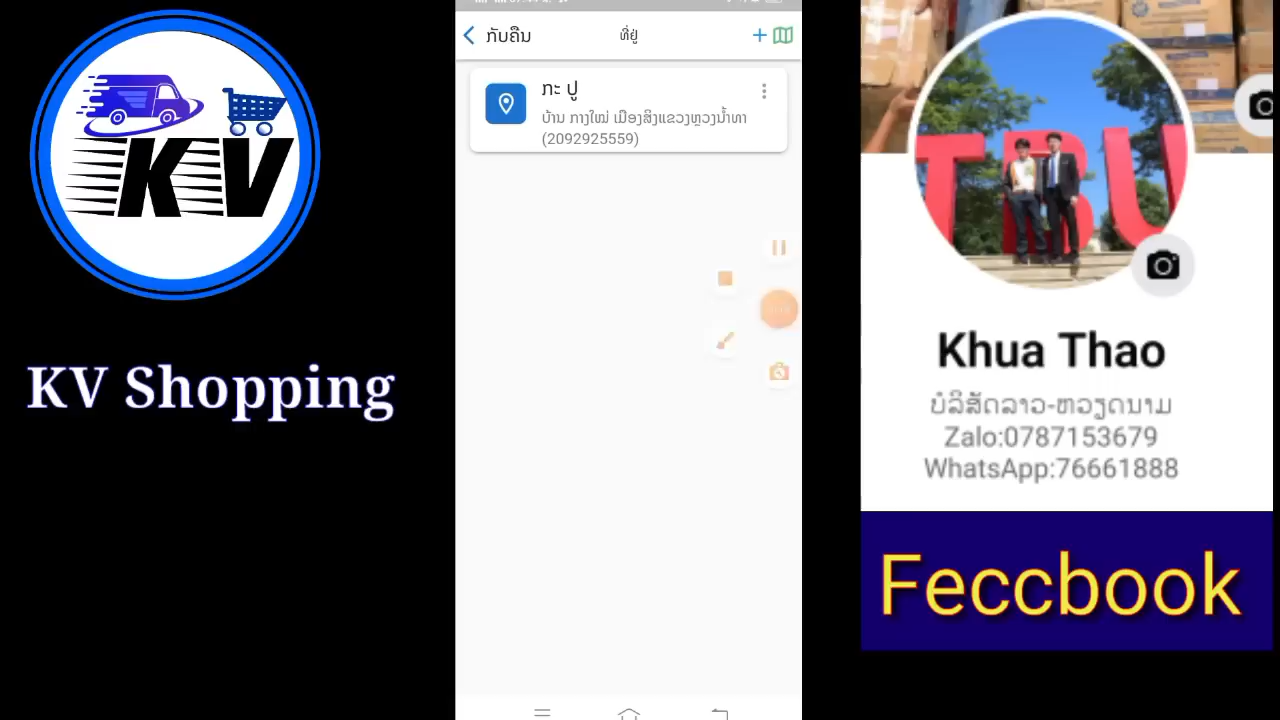 KV
KV Shopping
ກັບຄືນ
ທີ່ຢູ່
ກະ ປູ
ບ້ານ ກາງໃໝ່ ເມືອງສິງແຂວງຫຼວງນ້ຳທາ
(2092925559)
TBU
Khua Thao
ບໍລິສັດລາວ-ຫວຽດນາມ
Zalo:0787153679
WhatsApp:76661888
Feccbook